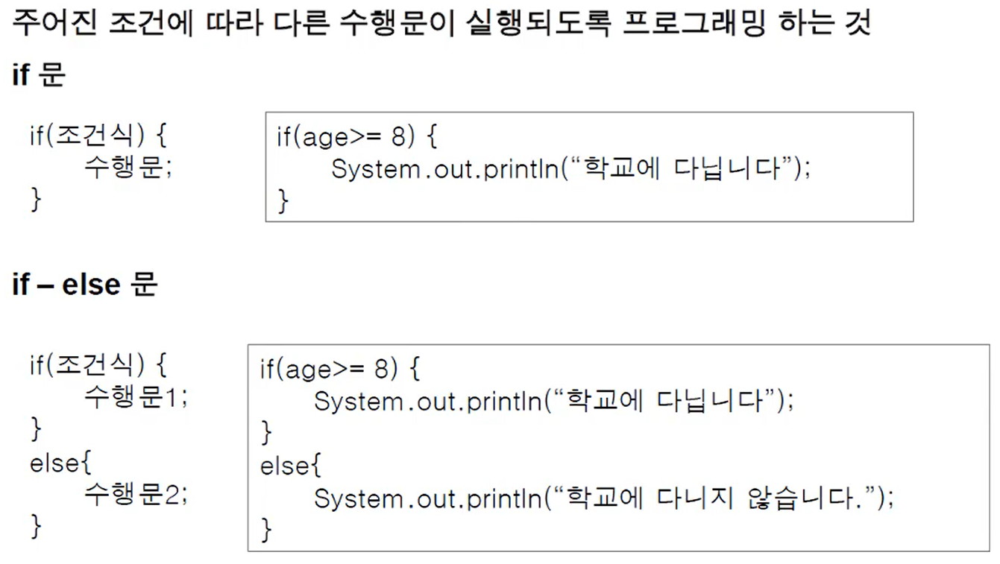 주어진 조건에 따라 다른 수행문이 실행되도록 프로그래밍 하는 것
if 문
if(조건식) {
수행문;
}
if(age>= 8) {
System.out.println(“학교에 다닙니다”);
}
if – else 문
if(조건식) {
수행문1;
}
else{
수행문2;
}
if(age>= 8) {
System.out.println(“학교에 다닙니다”);
}
else{
System.out.println(“학교에 다니지 않습니다.”);
}